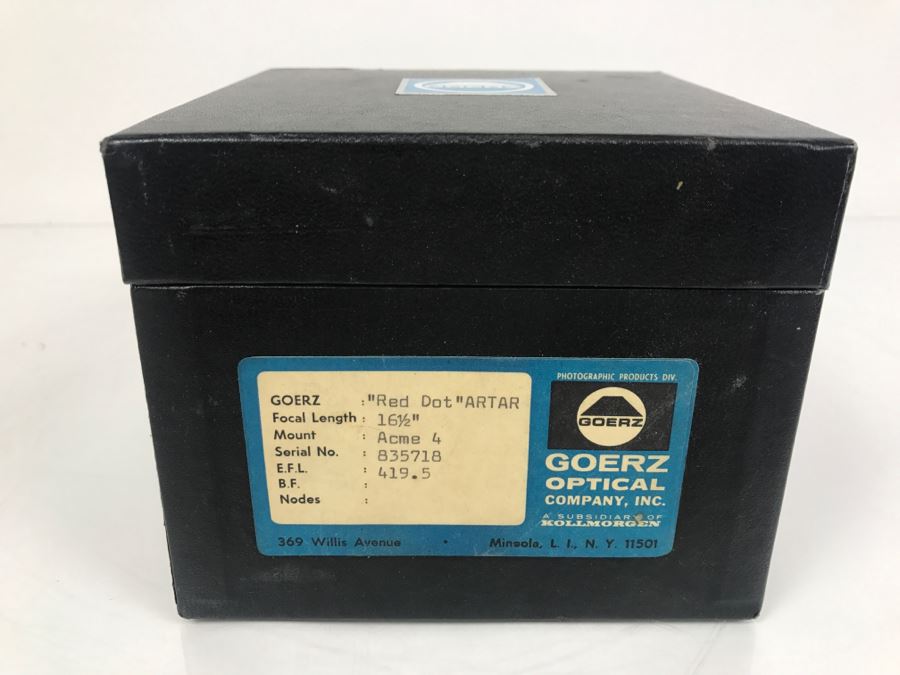 GOERZ : "Red Dot"ARTAR
Focal Length : 16½"
Mount : Acme 4
Serial No. : 835718
E.F.L. : 419.5
B.F. :
Nodes :
PHOTOGRAPHIC PRODUCTS DIV.
GOERZ
GOERZ
OPTICAL
COMPANY, INC.
A SUBSIDIARY OF
KOLLMORGEN
369 Willis Avenue • Mineola, L. I., N. Y. 11501